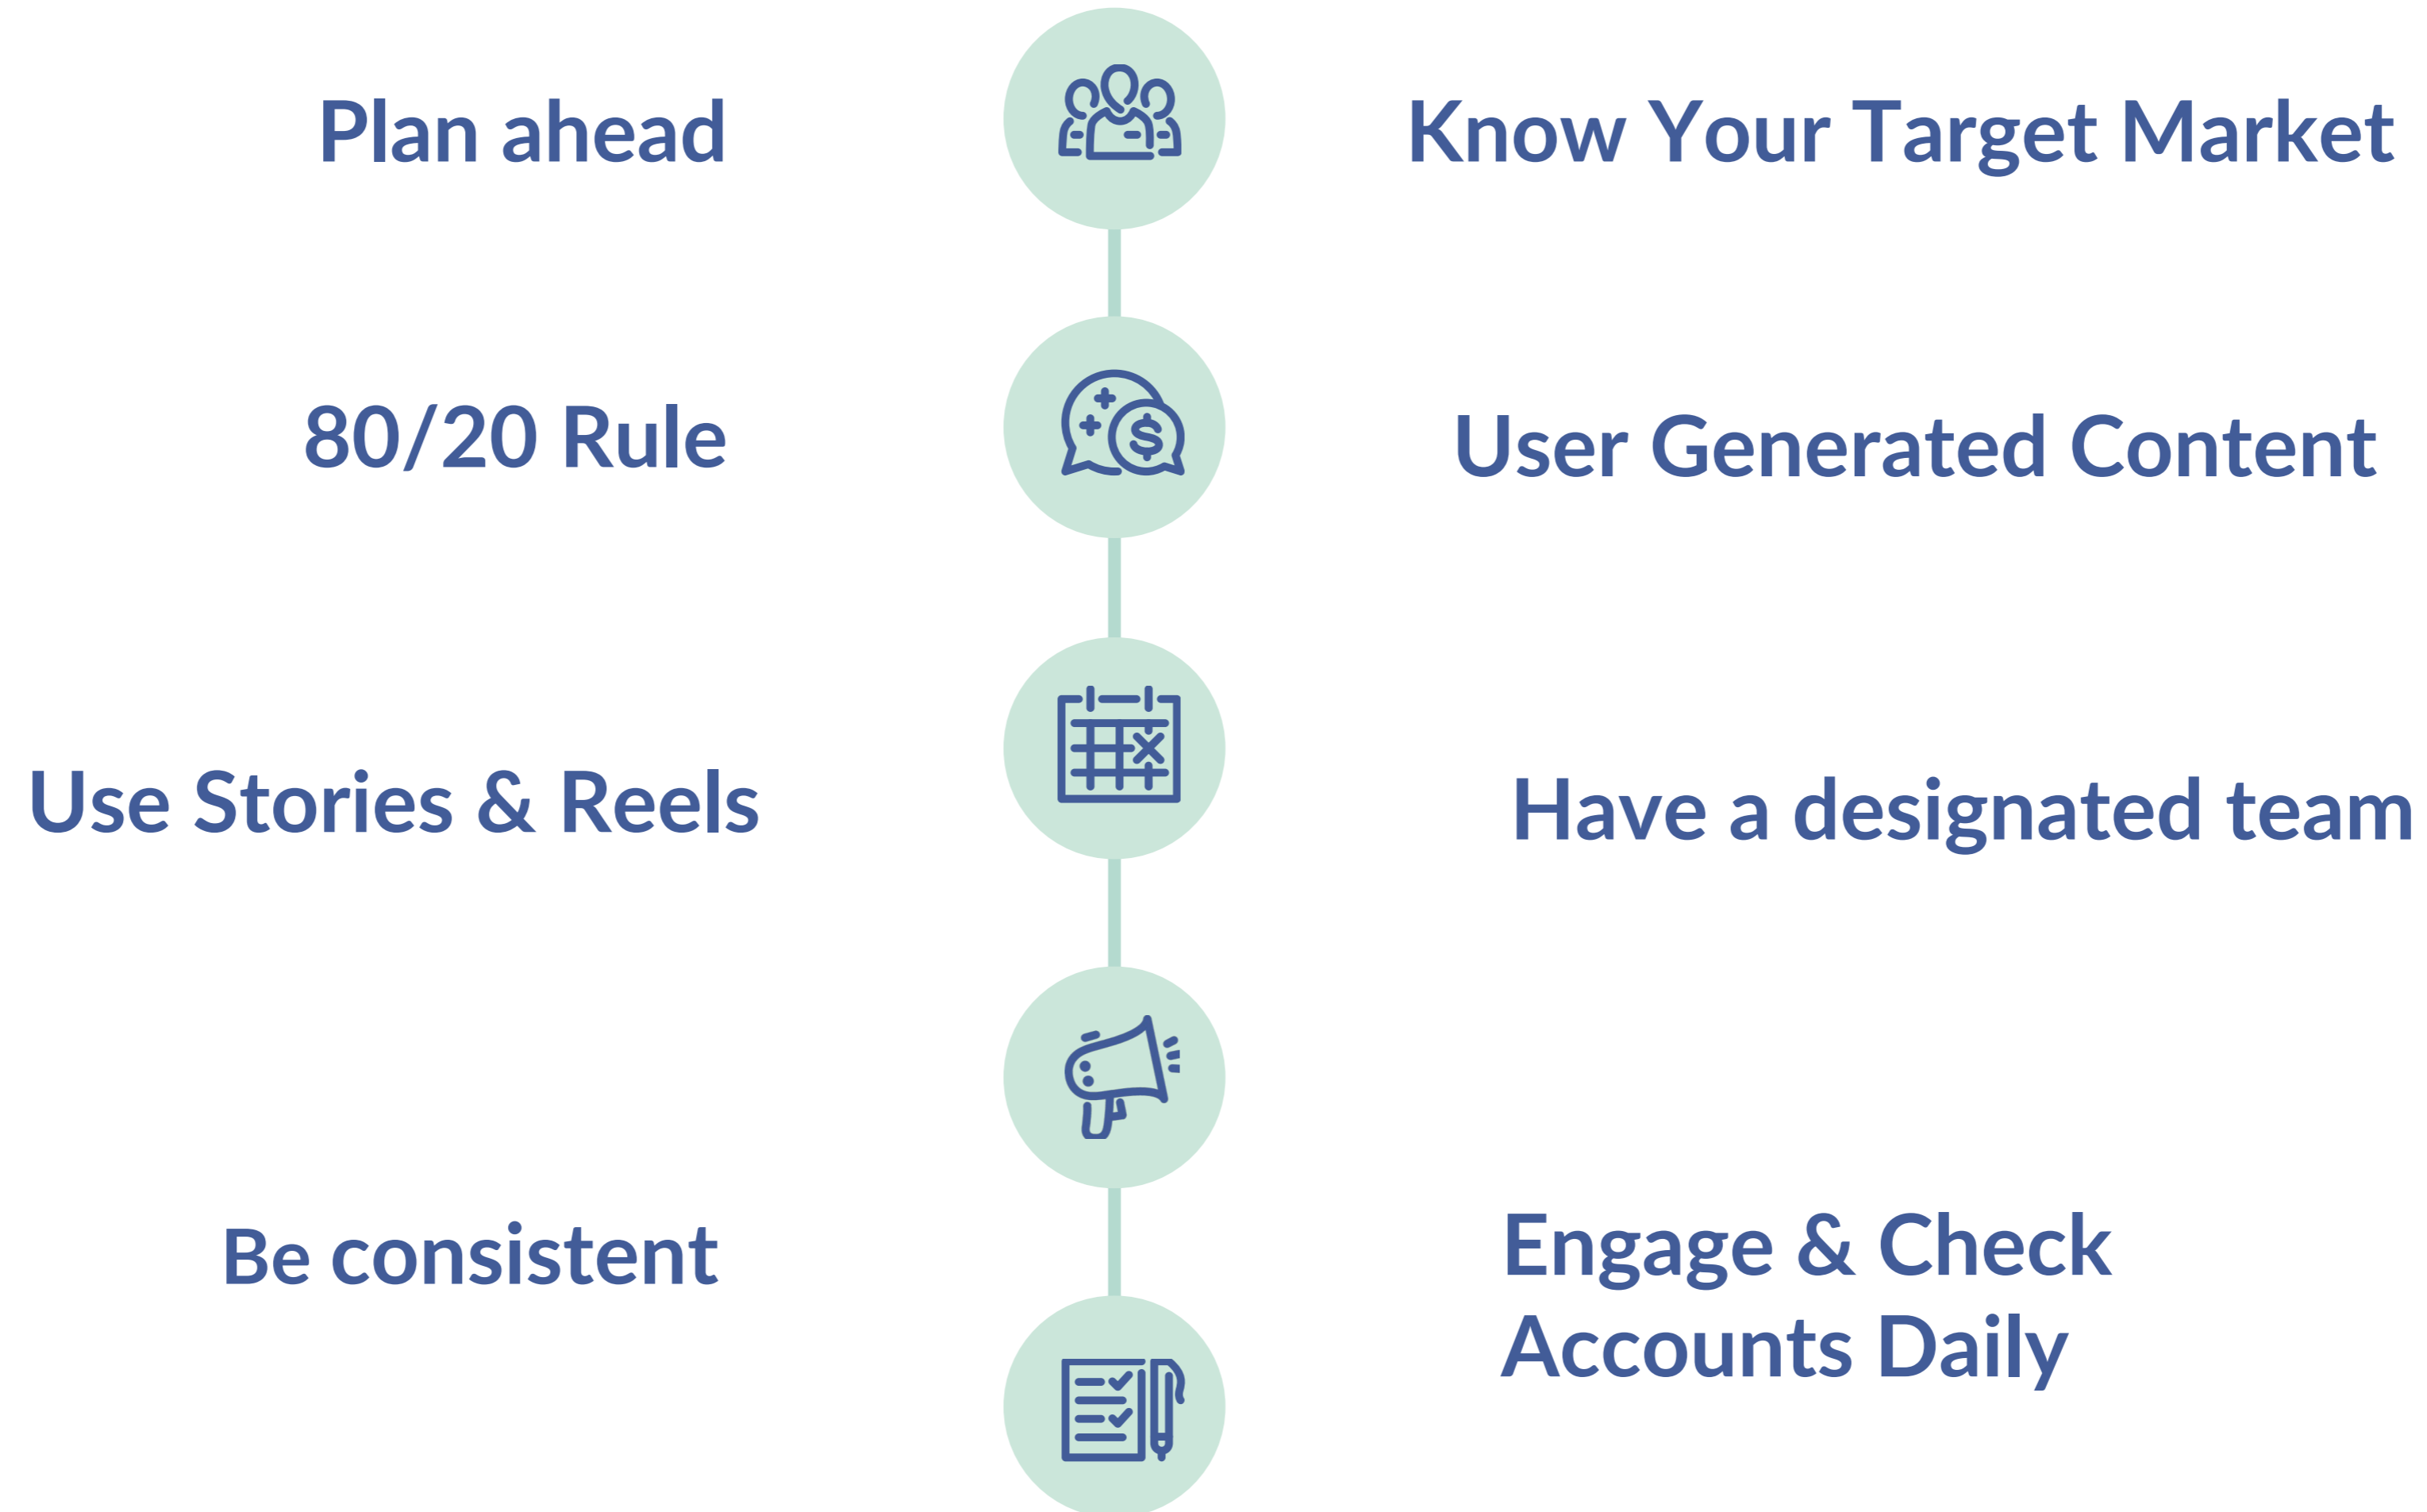 Plan ahead
Know Your Target Market
80/20 Rule
User Generated Content
Use Stories & Reels
Have a designated team
Be consistent
Engage & Check
Accounts Daily